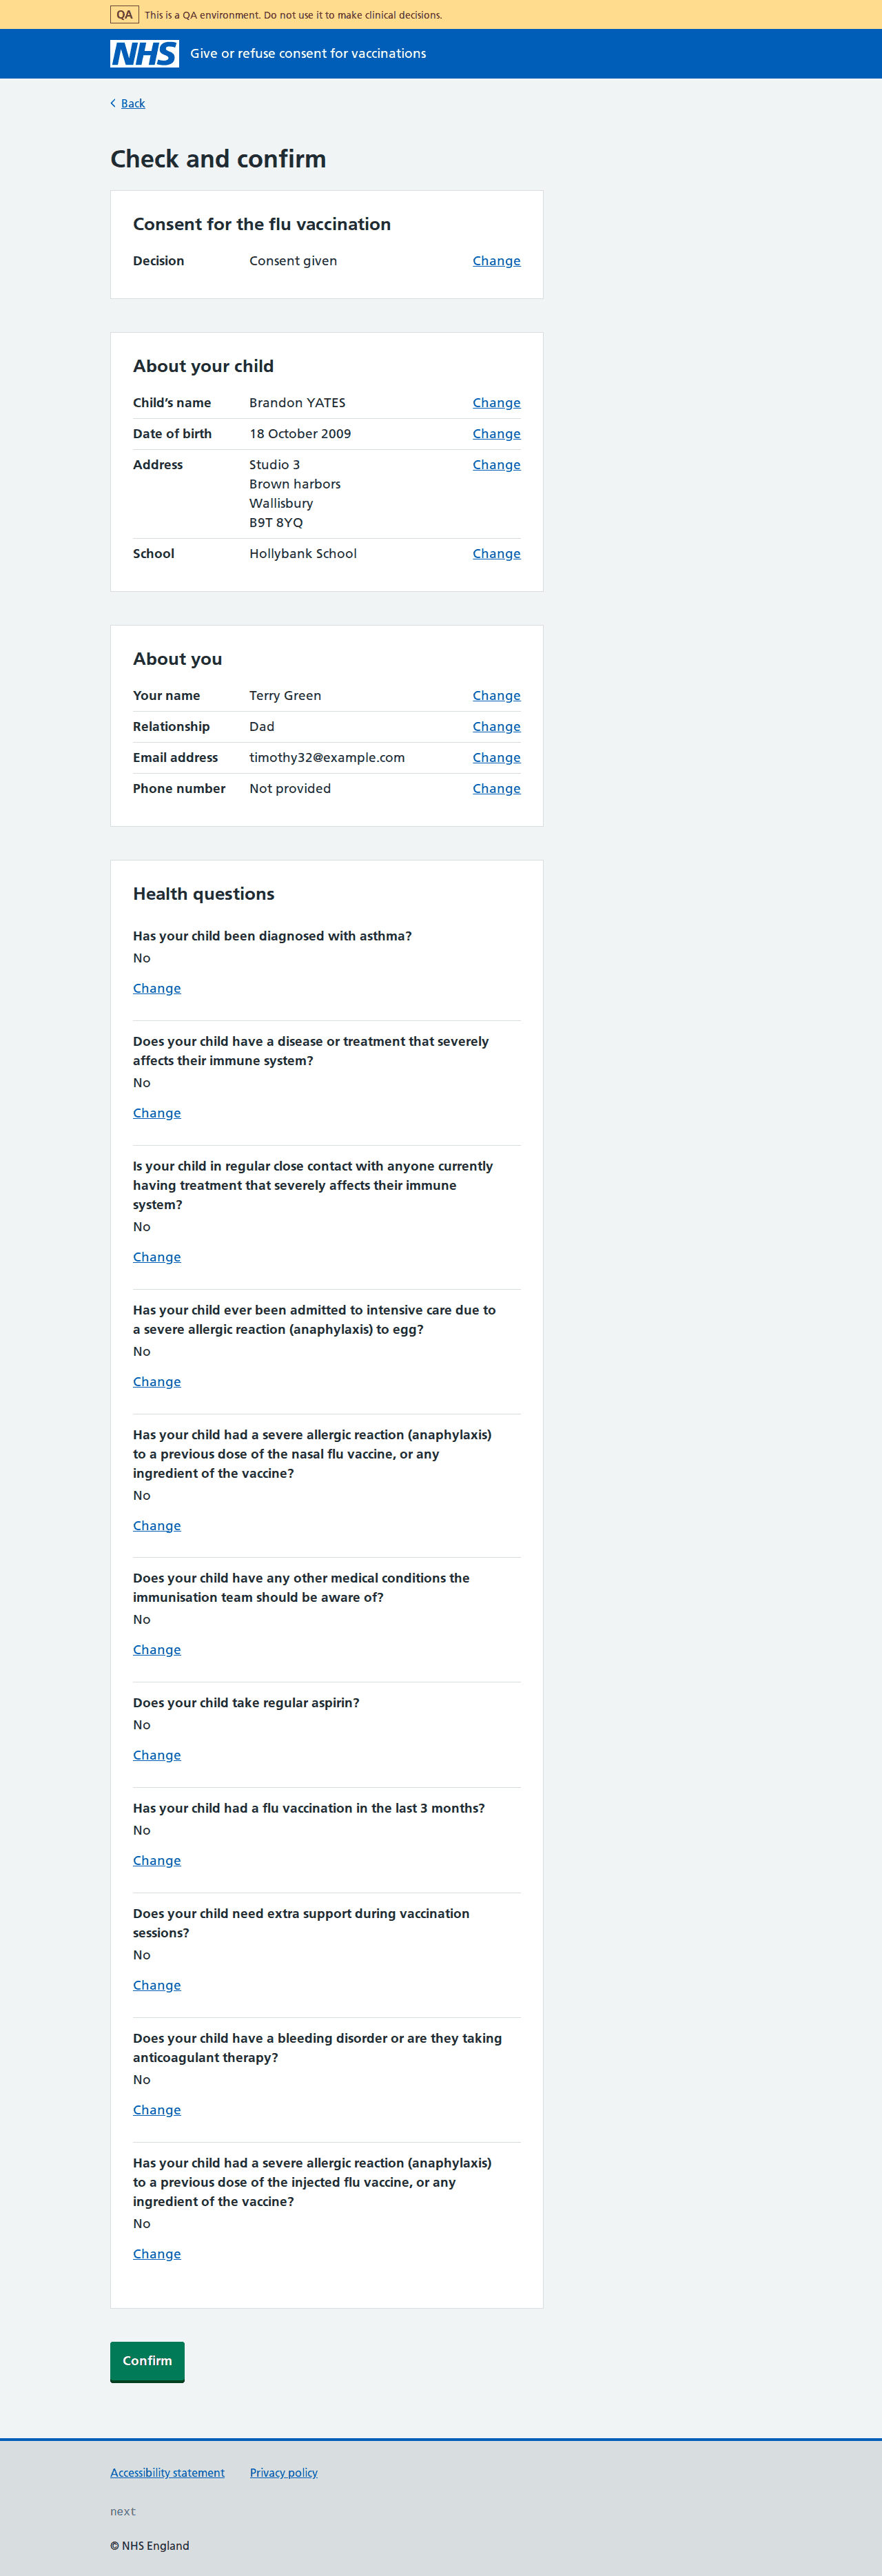 QA This is a QA environment. Do not use it to make clinical decisions.
NHS Give or refuse consent for vaccinations
Back
Check and confirm
Consent for the flu vaccination
Decision Consent given Change
About your child
Child’s name Brandon YATES Change
Date of birth 18 October 2009 Change
Address Studio 3 Change
Brown harbors
Wallisbury
B9T 8YQ
School Hollybank School Change
About you
Your name Terry Green Change
Relationship Dad Change
Email address timothy32@example.com Change
Phone number Not provided Change
Health questions
Has your child been diagnosed with asthma?
No
Change
Does your child have a disease or treatment that severely
affects their immune system?
No
Change
Is your child in regular close contact with anyone currently
having treatment that severely affects their immune
system?
No
Change
Has your child ever been admitted to intensive care due to
a severe allergic reaction (anaphylaxis) to egg?
No
Change
Has your child had a severe allergic reaction (anaphylaxis)
to a previous dose of the nasal flu vaccine, or any
ingredient of the vaccine?
No
Change
Does your child have any other medical conditions the
immunisation team should be aware of?
No
Change
Does your child take regular aspirin?
No
Change
Has your child had a flu vaccination in the last 3 months?
No
Change
Does your child need extra support during vaccination
sessions?
No
Change
Does your child have a bleeding disorder or are they taking
anticoagulant therapy?
No
Change
Has your child had a severe allergic reaction (anaphylaxis)
to a previous dose of the injected flu vaccine, or any
ingredient of the vaccine?
No
Change
Confirm
Accessibility statement Privacy policy
next
© NHS England